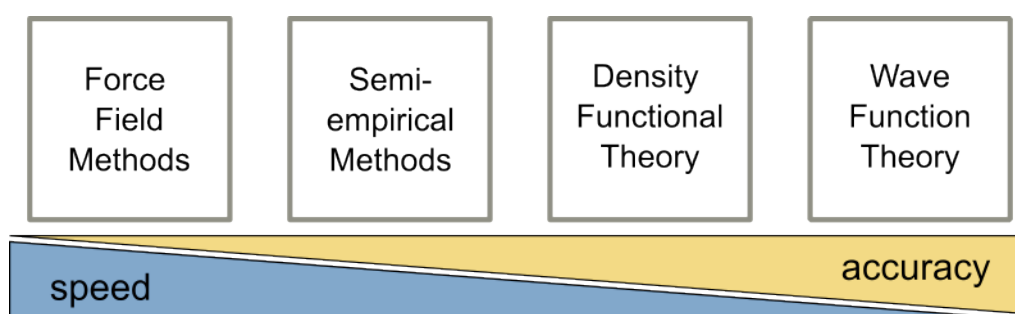 Force
Field
Methods
Semi-
empirical
Methods
Density
Functional
Theory
Wave
Function
Theory
speed
accuracy